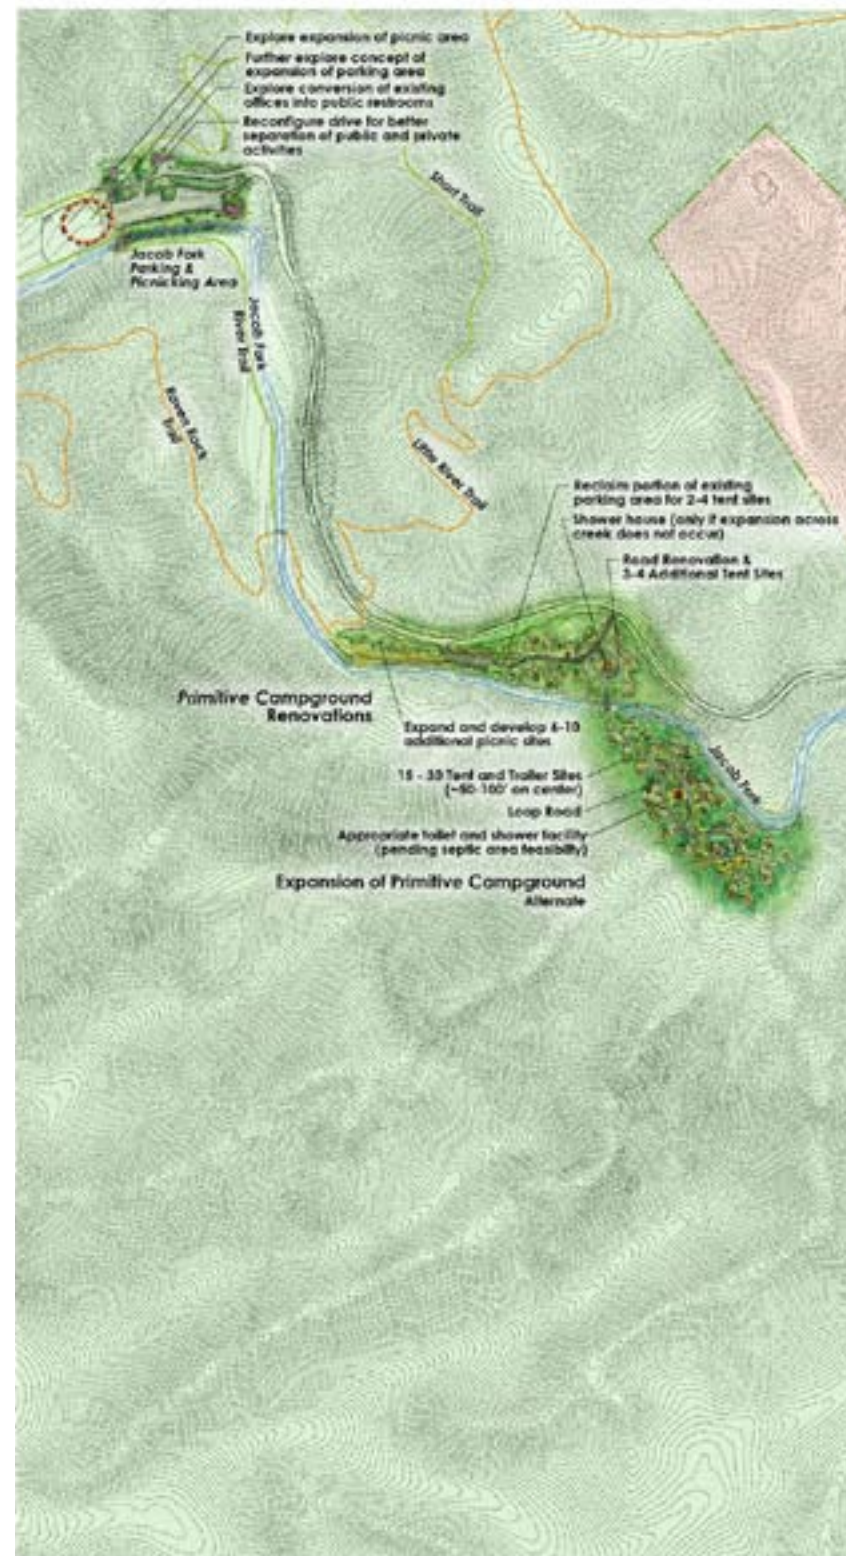 Explore expansion of picnic area
Further explore concept of
expansion of parking area
Explore conversion of existing
offices into public restrooms
Reconfigure drive for better
separation of public and private
activities
Short Trail
Jacob Fork
Parking &
Picnicking Area
Jacob Fork
River Trail
Raven Rock
Trail
Little River Trail
Reclaim portion of existing
parking area for 2-4 tent sites
Shower house (only if expansion across
creek does not occur)
Road Renovation &
3-4 Additional Tent Sites
Primitive Campground
Renovations
Expand and develop 6-10
additional picnic sites
Jacob Fork
15 - 30 Tent and Trailer Sites
(~50-100' on center)
Loop Road
Appropriate toilet and shower facility
(pending septic area feasibility)
Expansion of Primitive Campground
Alternate